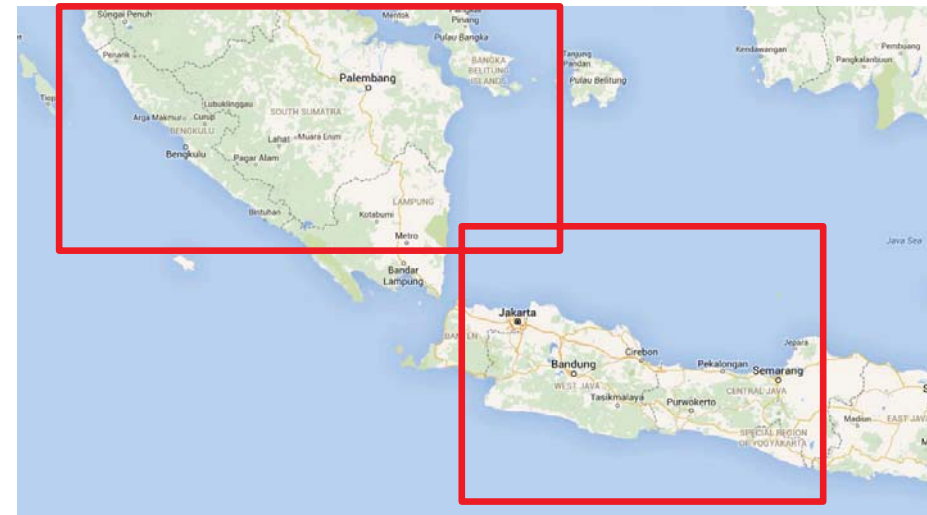 Sungai Penuh
Mentok
Pangkal
Pinang
Pulau Bangka
Penarik
BANGKA
BELITUNG
ISLANDS
Tanjung
Pandan
Pulau Belitung
Kendawangan
Pembuang
Pangkalanbuun
Palembang
Lubuklinggau
SOUTH SUMATRA
Arga Makmur
Curup
BENGKULU
Lahat
Muara Enim
Bengkulu
Pagar Alam
LAMPUNG
Bintuhan
Kotabumi
Metro
Java Sea
Bandar
Lampung
Jakarta
BANTEN
Jepara
Cirebon
Bandung
Pekalongan
Semarang
WEST JAVA
CENTRAL JAVA
Tasikmalaya
Purwokerto
Madiun
EAST JAV
SPECIAL REGION
OF YOGYAKARTA